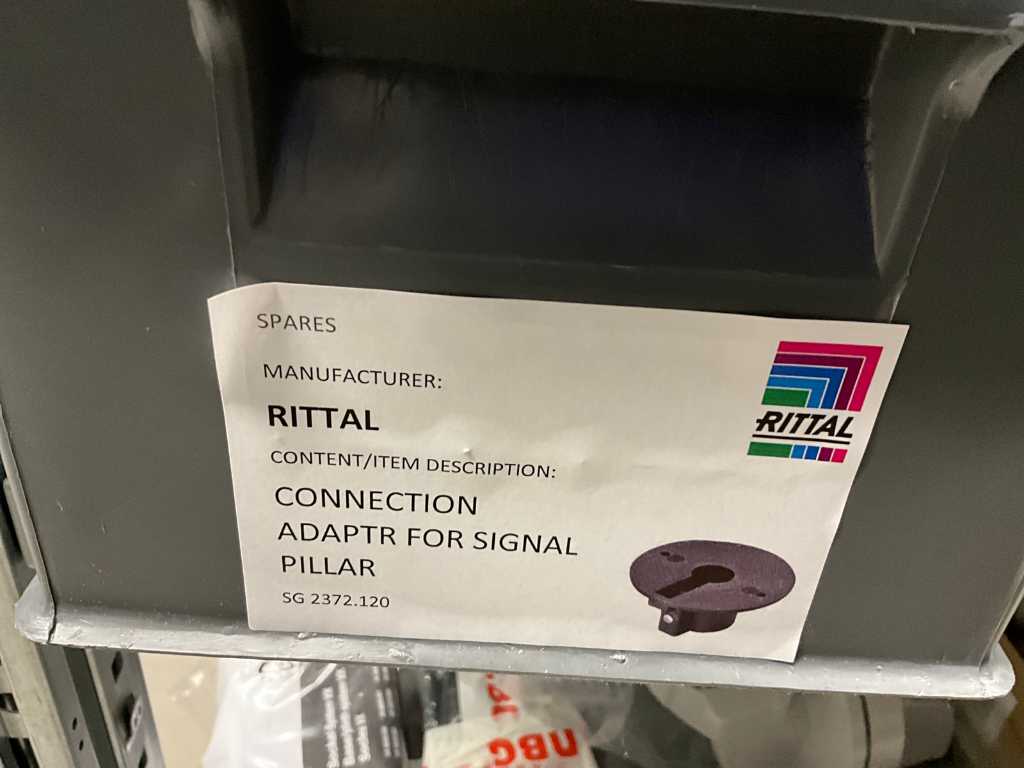 SPARES
MANUFACTURER:
RITTAL
RITTAL
CONTENT/ITEM DESCRIPTION:
CONNECTION
ADAPTR FOR SIGNAL
PILLAR
SG 2372.120